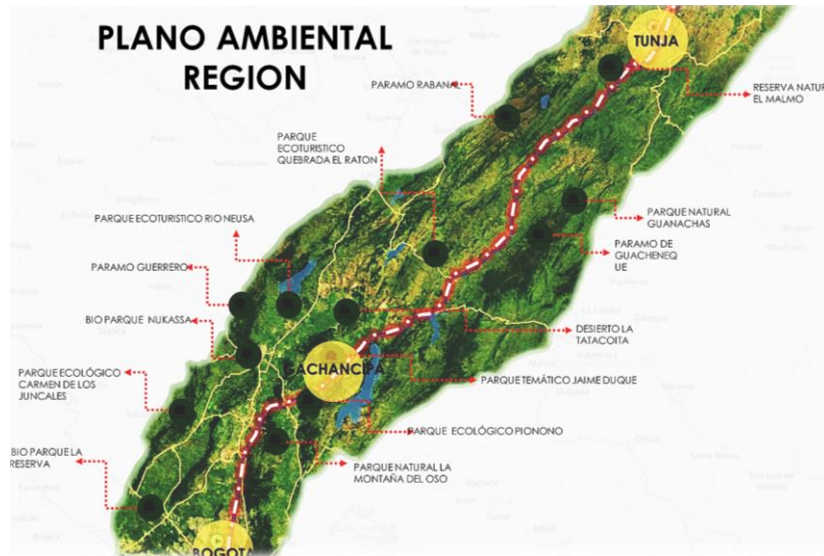 PLANO AMBIENTAL
REGION
TUNJA
PARAMO RABANAL
RESERVA NATUR
EL MALMO
PARQUE
ECOTURISTICO
QUEBRADA EL RATON
PARQUE ECOTURISTICO RIO NEUSA
PARQUE NATURAL
GUANACHAS
PARAMO DE
GUACHENEQ
UE
PARAMO GUERRERO
BIO PARQUE NUKASSA
DESIERTO LA
TATACOITA
GACHANCIPA
PARQUE ECOLÓGICO
CARMEN DE LOS
JUNCALES
PARQUE TEMÁTICO JAIME DUQUE
PARQUE ECOLÓGICO PIONONO
BIO PARQUE LA
RESERVA
PARQUE NATURAL LA
MONTAÑA DEL OSO
BOGOTA